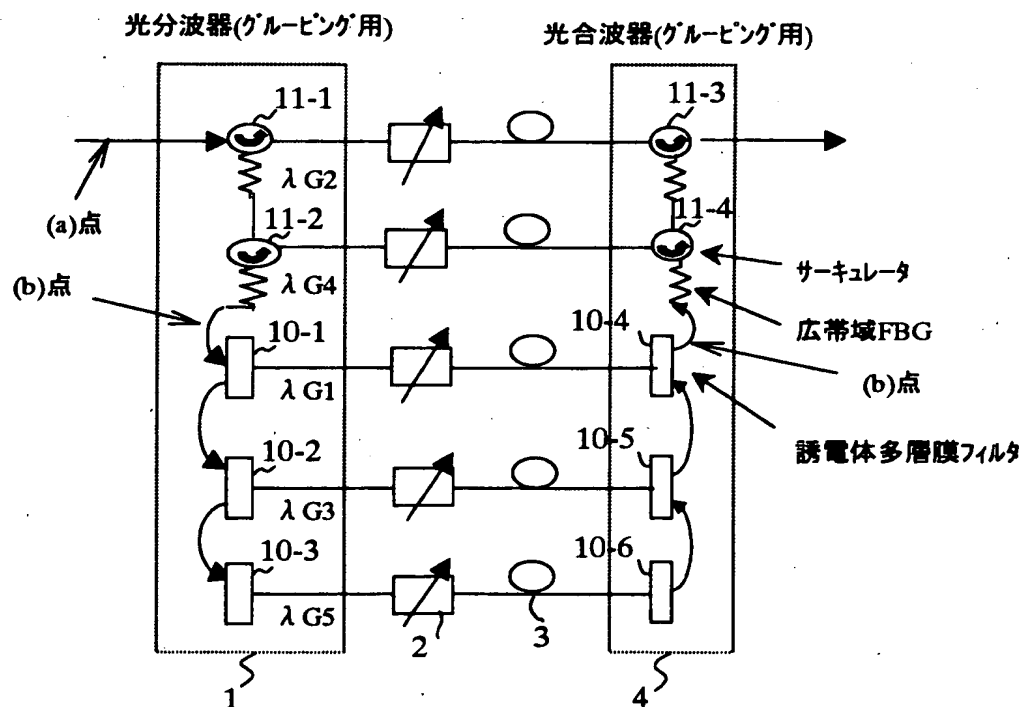 光分波器(グルーピング用)
光合波器(グルーピング用)
11-1
11-3
λG2
(a)点
11-2
11-4
サーキュレータ
λG4
(b)点
広帯域FBG
10-1
10-4
(b)点
λG1
誘電体多層膜フィルタ
10-2
10-5
λG3
10-3
10-6
λG5
2
3
1
4